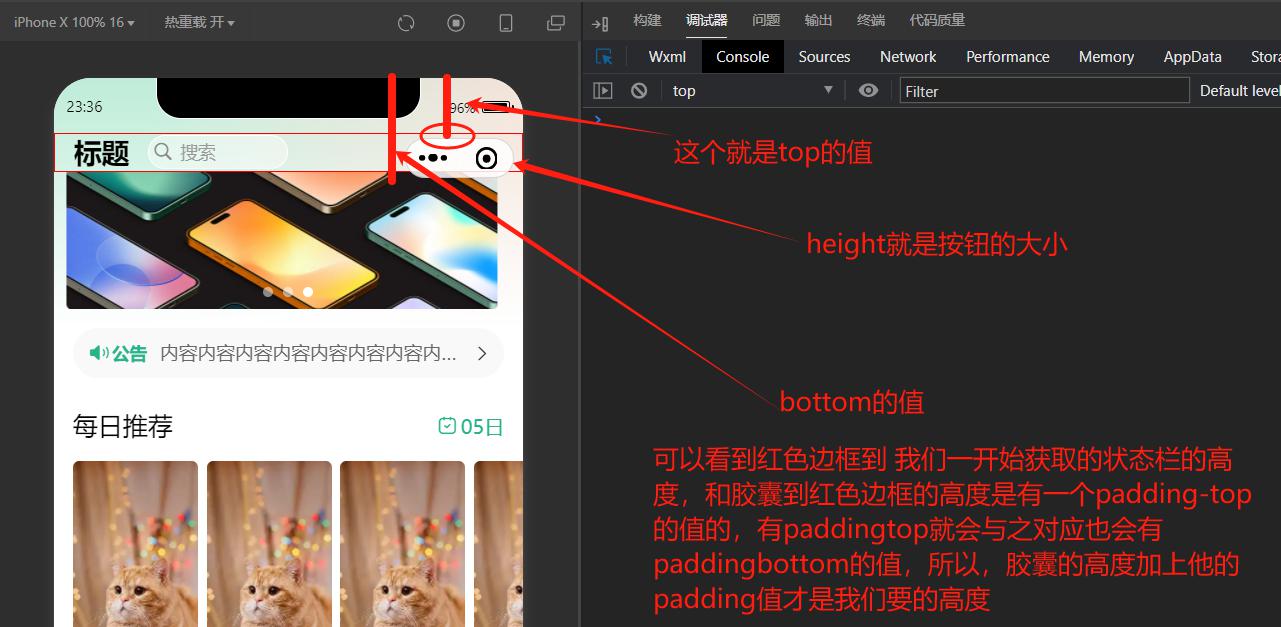 iPhone X 100% 16
热重载 开
构建
调试器
问题
输出
终端
代码质量
Wxml
Console
Sources
Network
Performance
Memory
AppData
top
Filter
Default level
23:36
96%
标题
搜索
这个就是top的值
height就是按钮的大小
公告
内容内容内容内容内容内容内容内...
bottom的值
每日推荐
05日
可以看到红色边框到 我们一开始获取的状态栏的高
度，和胶囊到红色边框的高度是有一个padding-top
的值的，有paddingtop就会与之对应也会有
paddingbottom的值，所以，胶囊的高度加上他的
padding值才是我们要的高度